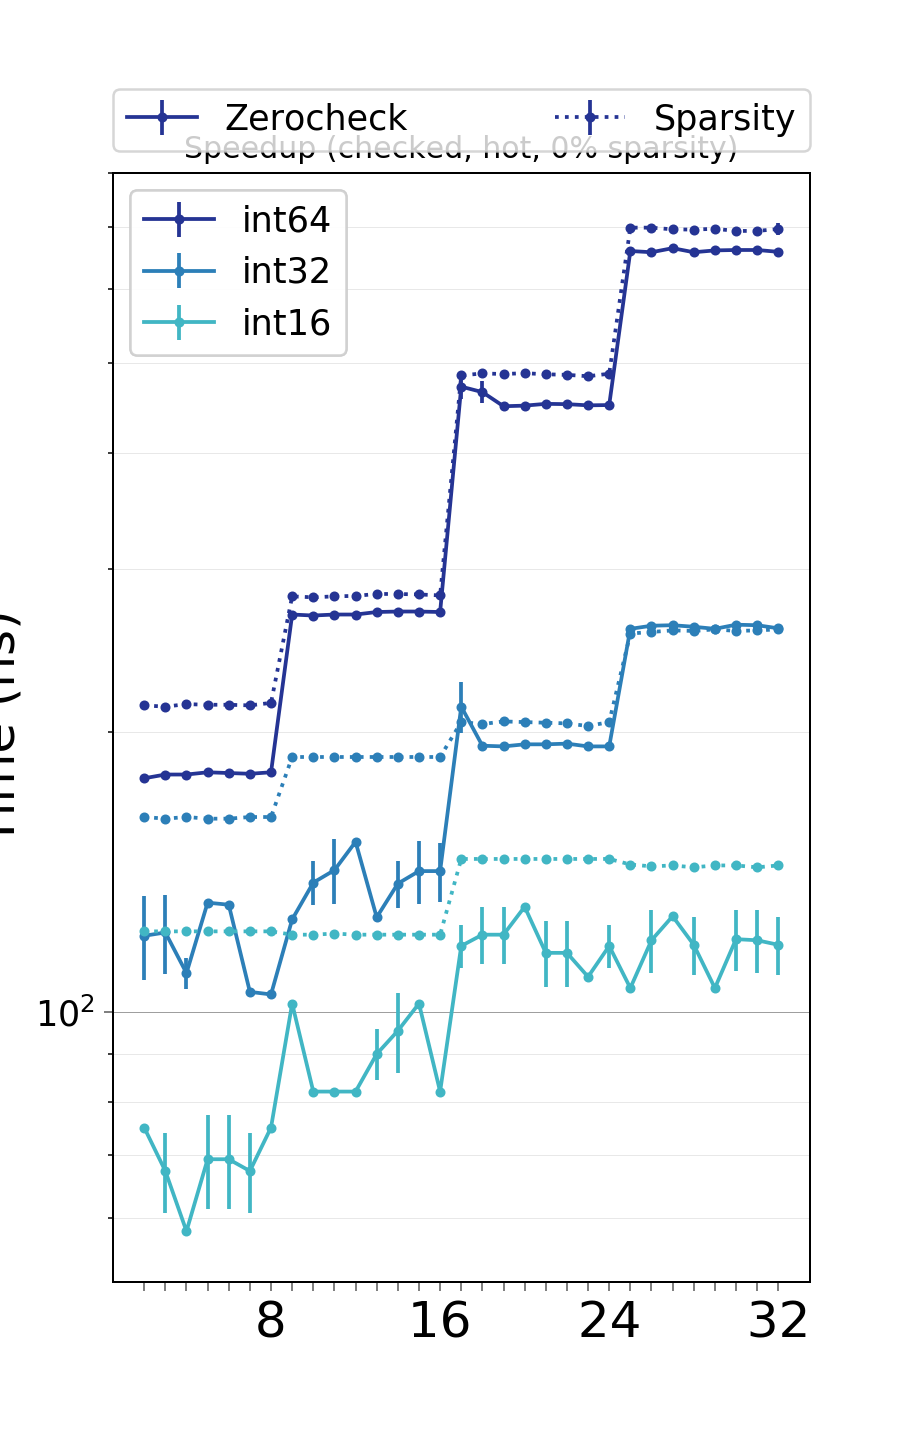 Zerocheck Sparsity
Speedup (checked, hot, 0% sparsity)
int64
int32
int16
Time (ns)
10²
8 16 24 32